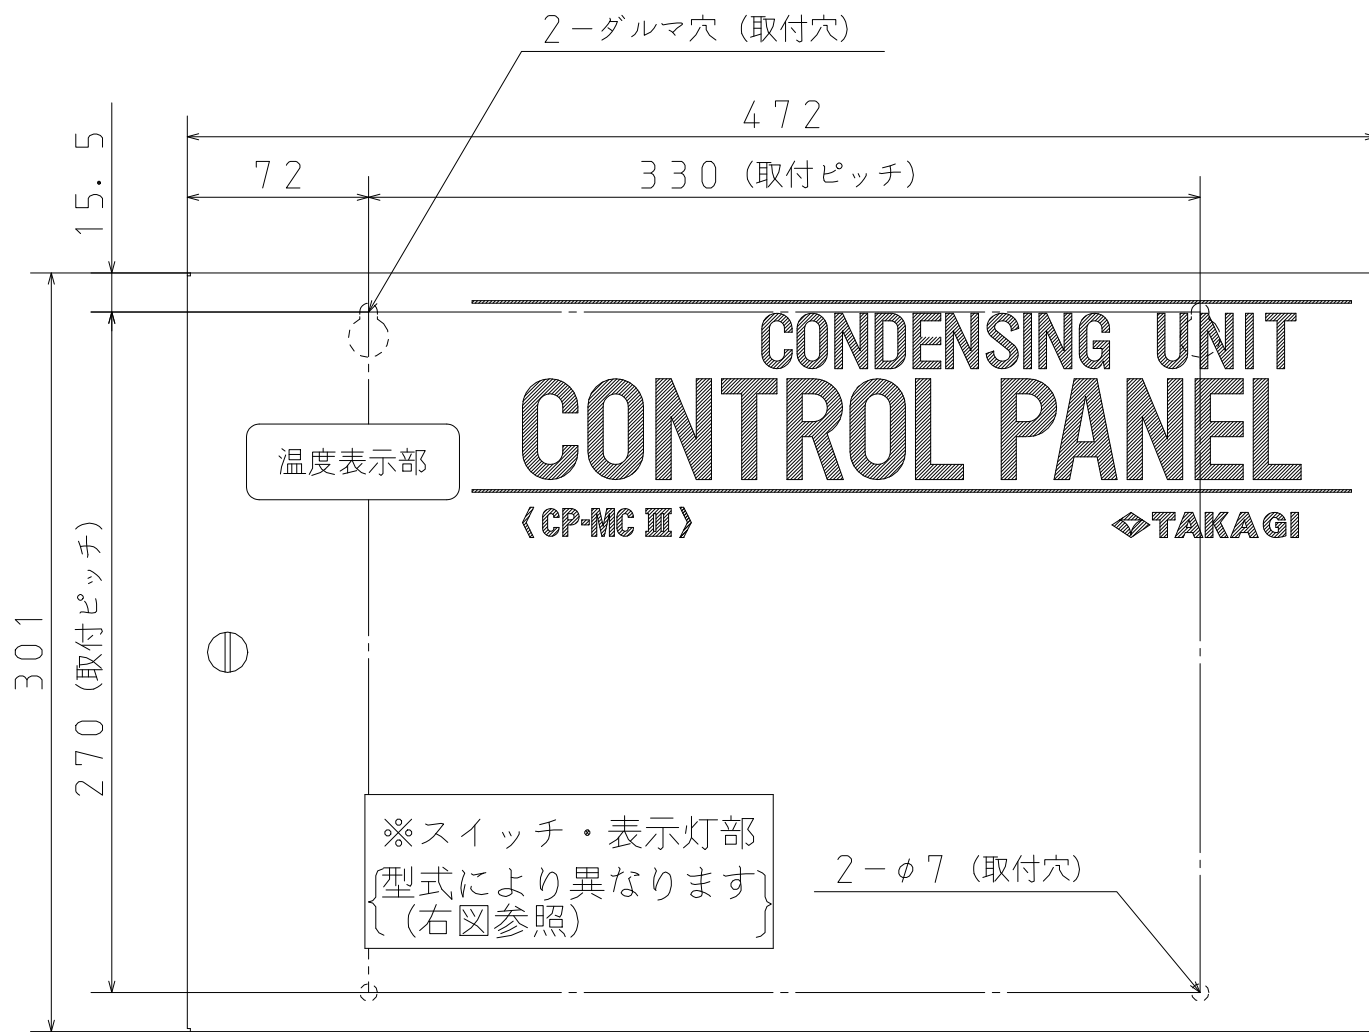 2－ダルマ穴（取付穴）
472
15.5
72
330（取付ピッチ）
CONDENSING UNIT
CONTROL PANEL
温度表示部
〈CP-MC Ⅲ〉
TAKAGI
301
270（取付ピッチ）
※スイッチ・表示灯部
{型式により異なります
（右図参照）}
2－φ7（取付穴）